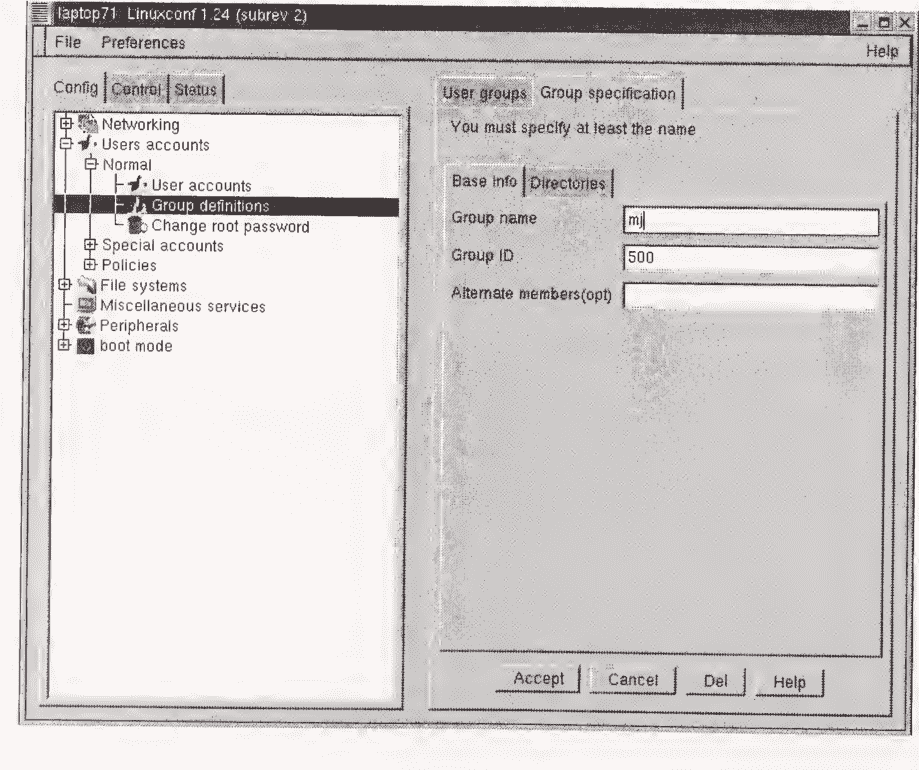 laptop71 Linuxconf 1.24 (subrev 2)
File Preferences Help
Config Control Status
Networking
Users accounts
Normal
User accounts
Group definitions
Change root password
Special accounts
Policies
File systems
Miscellaneous services
Peripherals
boot mode
User groups Group specification
You must specify at least the name
Base info Directories
Group name mj
Group ID 500
Alternate members(opt)
Accept Cancel Del Help